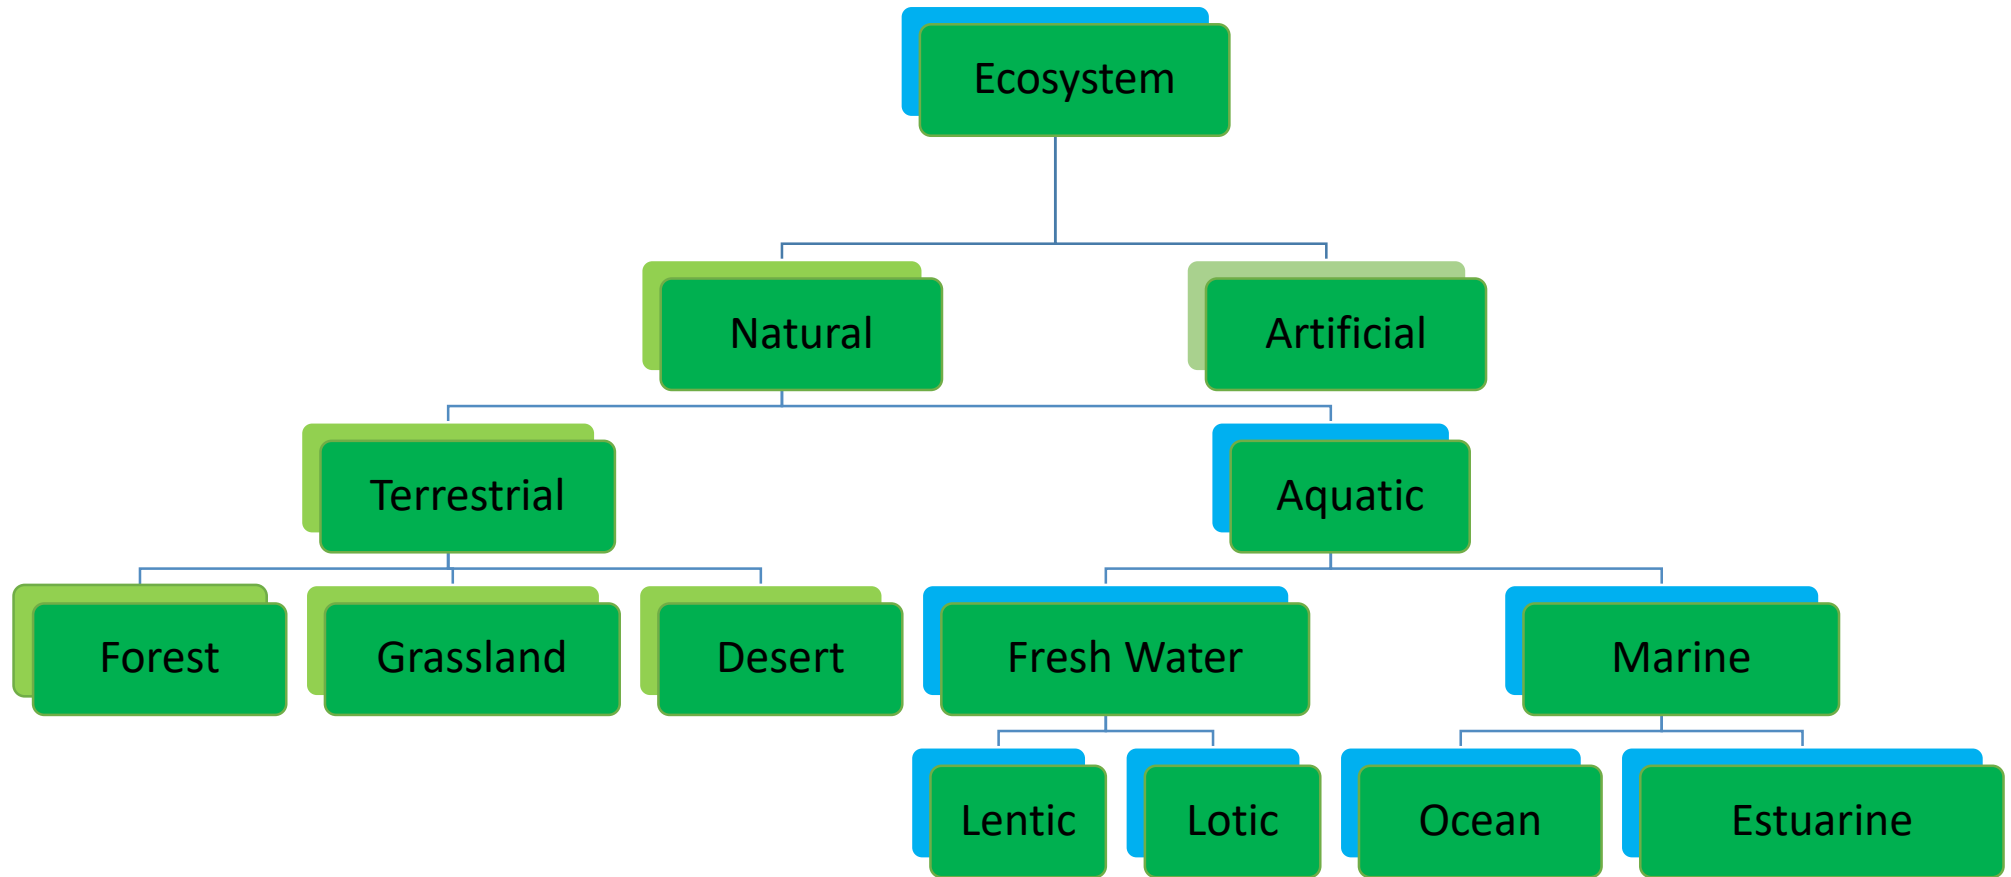 Ecosystem
Natural
Artificial
Terrestrial
Aquatic
Forest
Grassland
Desert
Fresh Water
Marine
Lentic
Lotic
Ocean
Estuarine